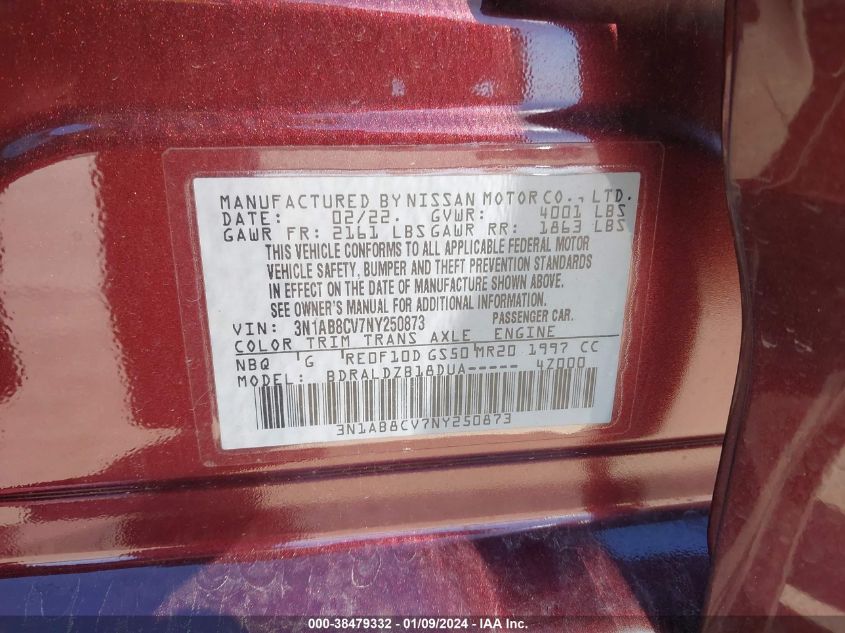 MANUFACTURED BY NISSAN MOTOR CO., LTD.
DATE: 02/22. GVWR: 4001 LBS
GAWR FR: 2161 LBS GAWR RR: 1863 LBS
THIS VEHICLE CONFORMS TO ALL APPLICABLE FEDERAL MOTOR
VEHICLE SAFETY, BUMPER AND THEFT PREVENTION STANDARDS
IN EFFECT ON THE DATE OF MANUFACTURE SHOWN ABOVE.
SEE OWNER'S MANUAL FOR ADDITIONAL INFORMATION.
VIN: 3N1AB8CV7NY250873 PASSENGER CAR.
COLOR TRIM TRANS AXLE ENGINE
NBQ 'G 'RE0F10D GS50'MR20 1997 CC
MODEL: BDRALDZB18DUA----- 4Z000
3N1AB8CV7NY250873
000-38479332 - 01/09/2024 - IAA Inc.